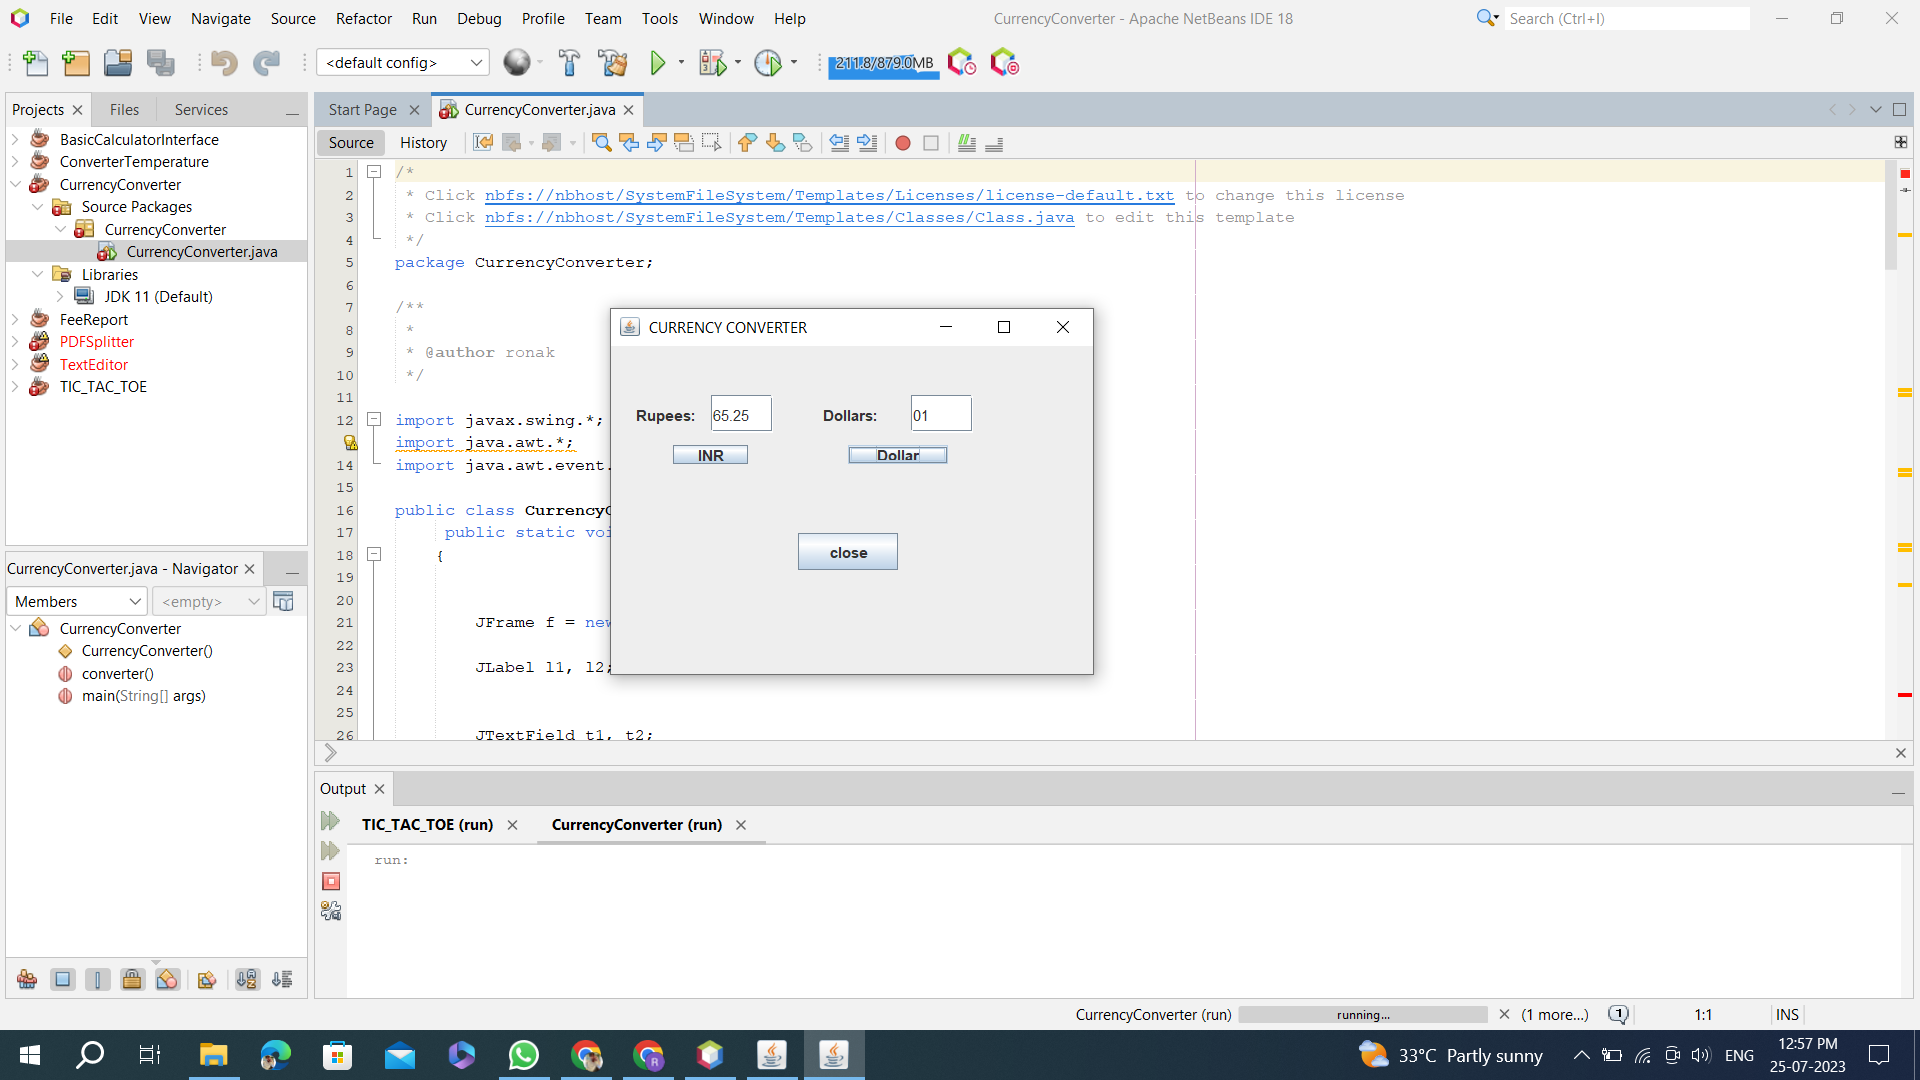 File Edit View Navigate Source Refactor Run Debug Profile Team Tools Window Help
CurrencyConverter - Apache NetBeans IDE 18
Search (Ctrl+I)
<default config>
211.8/879.0MB
Projects Files Services
Start Page CurrencyConverter.java
BasicCalculatorInterface
ConverterTemperature
CurrencyConverter
Source Packages
CurrencyConverter
CurrencyConverter.java
Libraries
JDK 11 (Default)
FeeReport
PDFSplitter
TextEditor
TIC_TAC_TOE
Source History
1 /*
2 * Click nbfs://nbhost/SystemFileSystem/Templates/Licenses/license-default.txt to change this license
3 * Click nbfs://nbhost/SystemFileSystem/Templates/Classes/Class.java to edit this template
4 */
5 package CurrencyConverter;
6
7 /**
8 *
9 * @author ronak
10 */
11
12 import javax.swing.*;
import java.awt.*;
14 import java.awt.event.
15
16 public class CurrencyC
17 public static voi
18 {
19
20
21 JFrame f = new
22
23 JLabel l1, l2;
24
25
26 JTextField t1, t2;
CURRENCY CONVERTER
Rupees: 65.25 Dollars: 01
INR Dollar
close
CurrencyConverter.java - Navigator
Members <empty>
CurrencyConverter
CurrencyConverter()
converter()
main(String[] args)
Output
TIC_TAC_TOE (run) CurrencyConverter (run)
run:
CurrencyConverter (run) running... (1 more...) 1 1:1 INS
33°C Partly sunny ENG
12:57 PM
25-07-2023